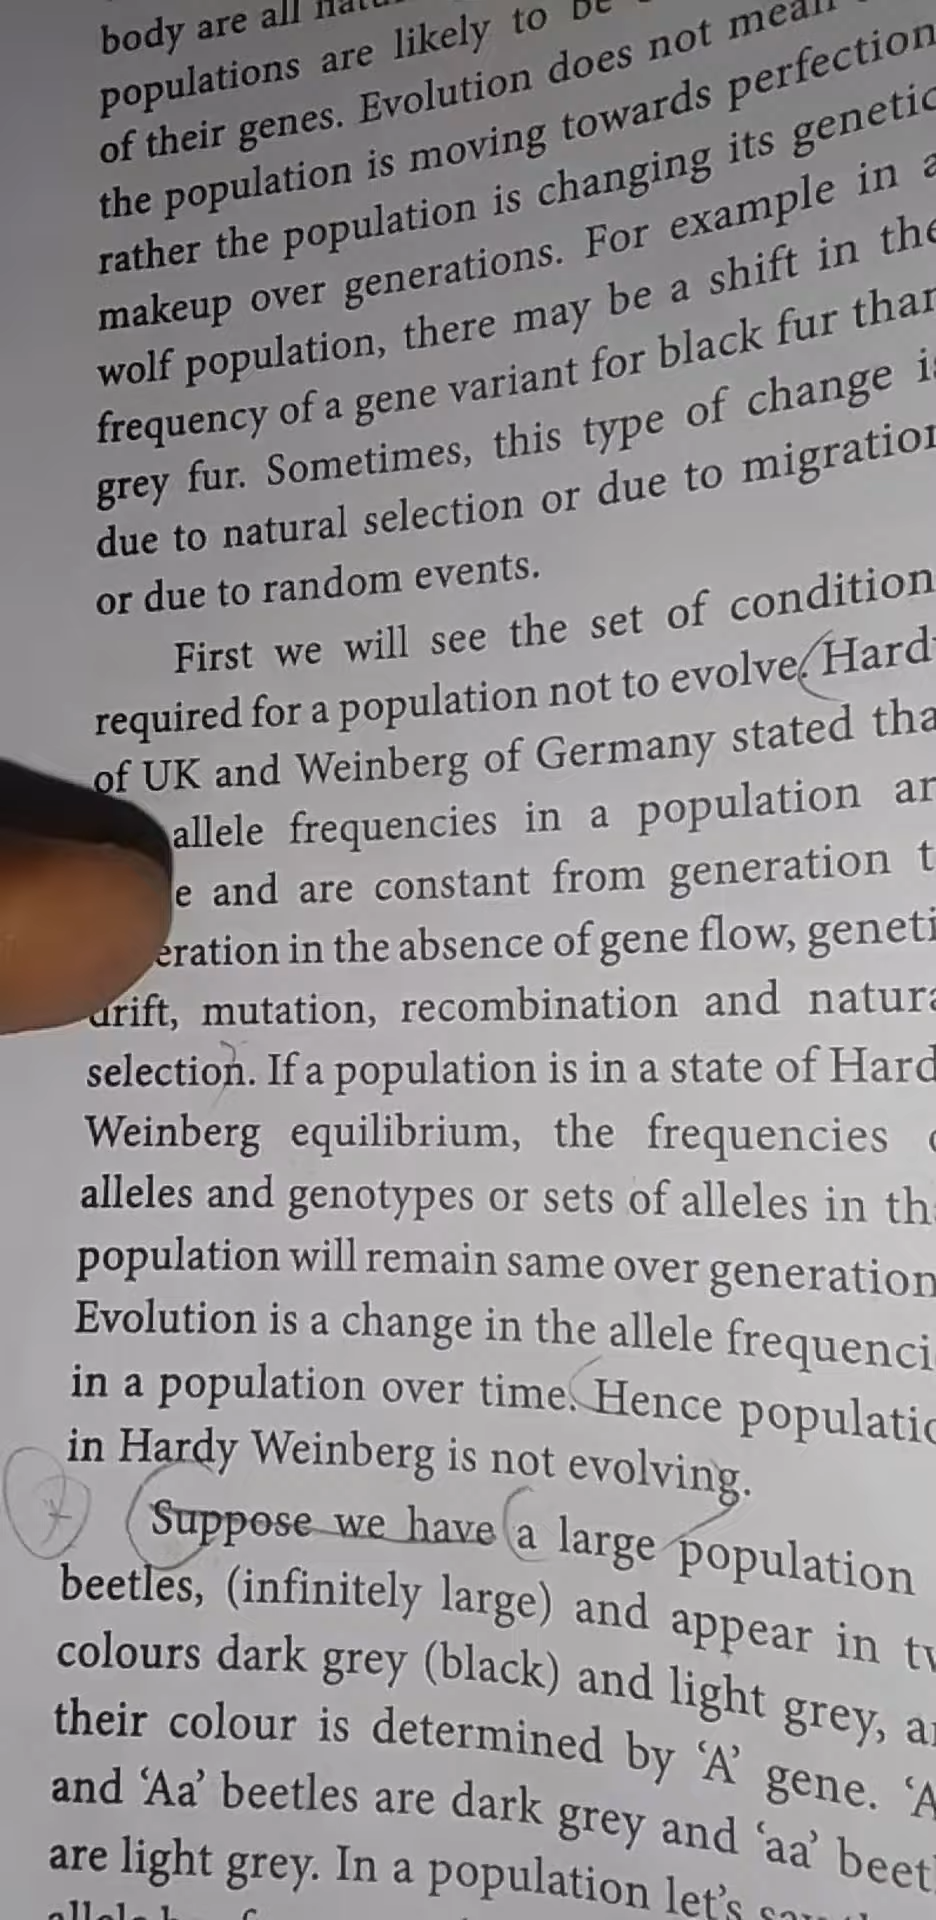 body are all
populations are likely to
of their genes. Evolution does not mean
the population is moving towards perfection
rather the population is changing its genetic
makeup over generations. For example in a
wolf population, there may be a shift in the
frequency of a gene variant for black fur than
grey fur. Sometimes, this type of change
due to natural selection or due to migration
or due to random events.
First we will see the set of condition
required for a population not to evolve. Hard
of UK and Weinberg of Germany stated
allele frequencies in a population
and are constant from generation
in the absence of gene flow,
drift, mutation, recombination and
selection. If a population is in a state of Hard
Weinberg equilibrium, the frequencies
alleles and genotypes or sets of alleles in
population will remain same over generation
Evolution is a change in the allele
in a population over time. Hence
in Hardy Weinberg is not evolving.
Suppose we have a large population
beetles, (infinitely large) and appear in
colours dark grey (black) and light grey,
their colour is determined by ‘A’ gene.
and ‘Aa’ beetles are dark grey and ‘aa’
are light grey. In a population let’s